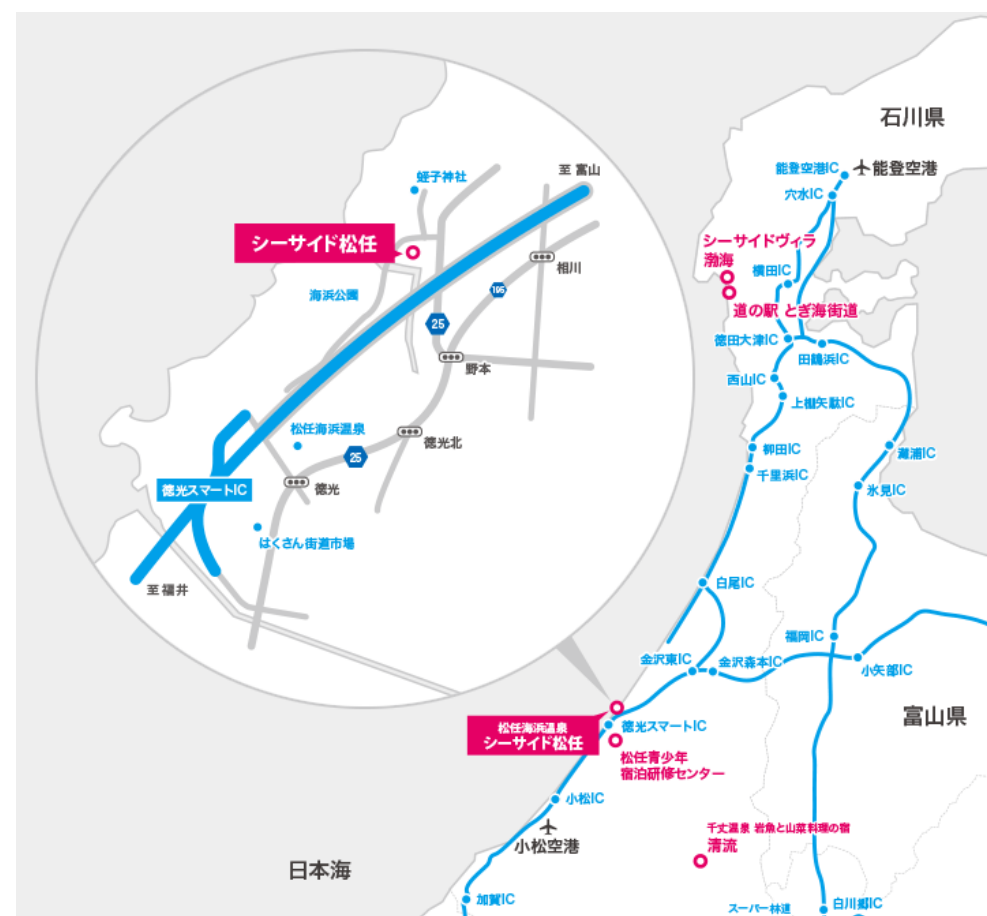 石川県
能登空港IC
能登空港
穴水IC
シーサイドヴィラ
渤海
横田IC
道の駅 とぎ海街道
徳田大津IC
田鶴浜IC
西山IC
上棚矢駄IC
柳田IC
千里浜IC
灘浦IC
氷見IC
白尾IC
福岡IC
金沢東IC
金沢森本IC
小矢部IC
富山県
松任海浜温泉
シーサイド松任
徳光スマートIC
松任青少年
宿泊研修センター
小松IC
小松空港
千丈温泉 岩魚と山菜料理の宿
清流
日本海
加賀IC
スーパー林道
白川郷IC
至 富山
蛭子神社
シーサイド松任
相川
海浜公園
195
25
野本
松任海浜温泉
徳光北
25
徳光スマートIC
徳光
はくさん街道市場
至 福井